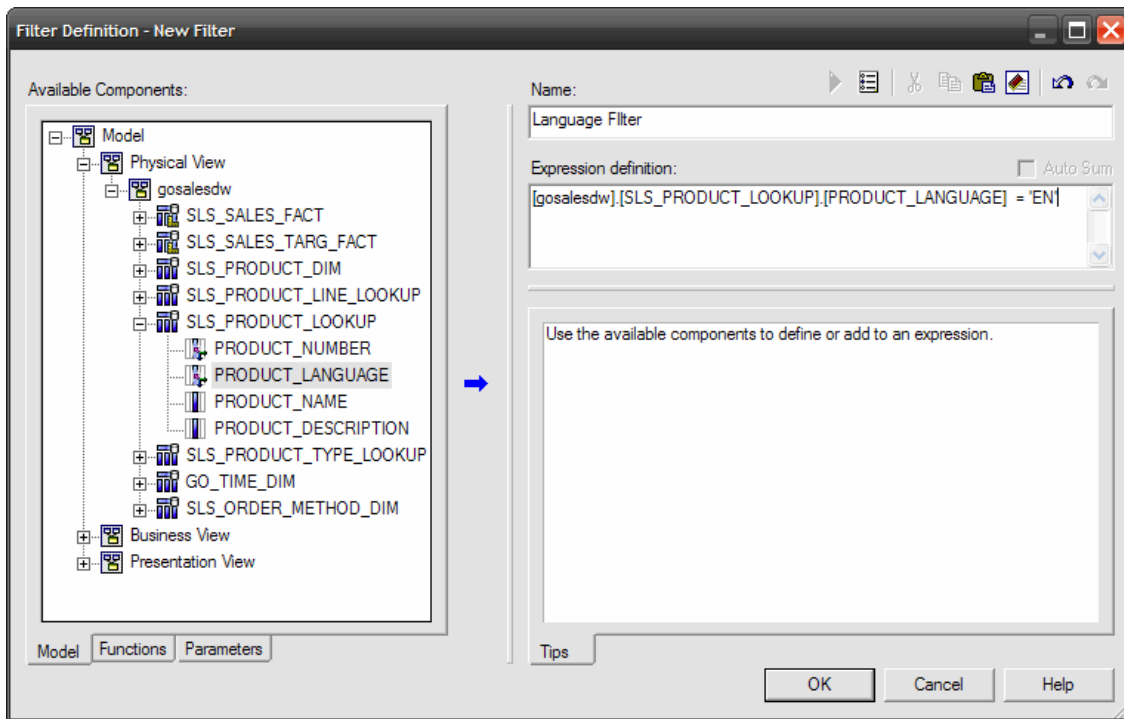 Filter Definition - New Filter
Available Components:
Model
Physical View
gosalesdw
SLS_SALES_FACT
SLS_SALES_TARG_FACT
SLS_PRODUCT_DIM
SLS_PRODUCT_LINE_LOOKUP
SLS_PRODUCT_LOOKUP
PRODUCT_NUMBER
PRODUCT_LANGUAGE
PRODUCT_NAME
PRODUCT_DESCRIPTION
SLS_PRODUCT_TYPE_LOOKUP
GO_TIME_DIM
SLS_ORDER_METHOD_DIM
Business View
Presentation View
Model Functions Parameters
Name:
Language FIlter
Expression definition:
Auto Sum
[gosalesdw].[SLS_PRODUCT_LOOKUP].[PRODUCT_LANGUAGE] = 'EN'
Use the available components to define or add to an expression.
Tips
OK Cancel Help